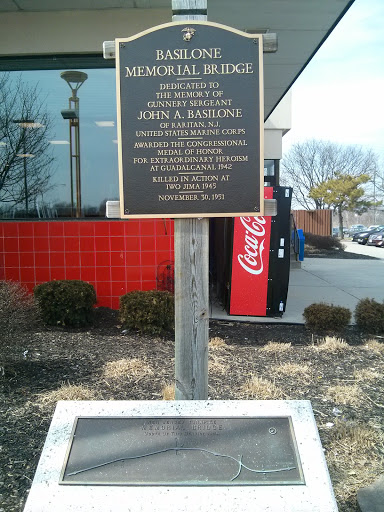 BASILONE
MEMORIAL BRIDGE
DEDICATED TO
THE MEMORY OF
GUNNERY SERGEANT
JOHN A. BASILONE
OF RARITAN, N.J.
UNITED STATES MARINE CORPS
AWARDED THE CONGRESSIONAL
MEDAL OF HONOR
FOR EXTRAORDINARY HEROISM
AT GUADALCANAL 1942
KILLED IN ACTION AT
IWO JIMA 1945
NOVEMBER, 30, 1951
Coca-Cola
MEMORIAL BRIDGE